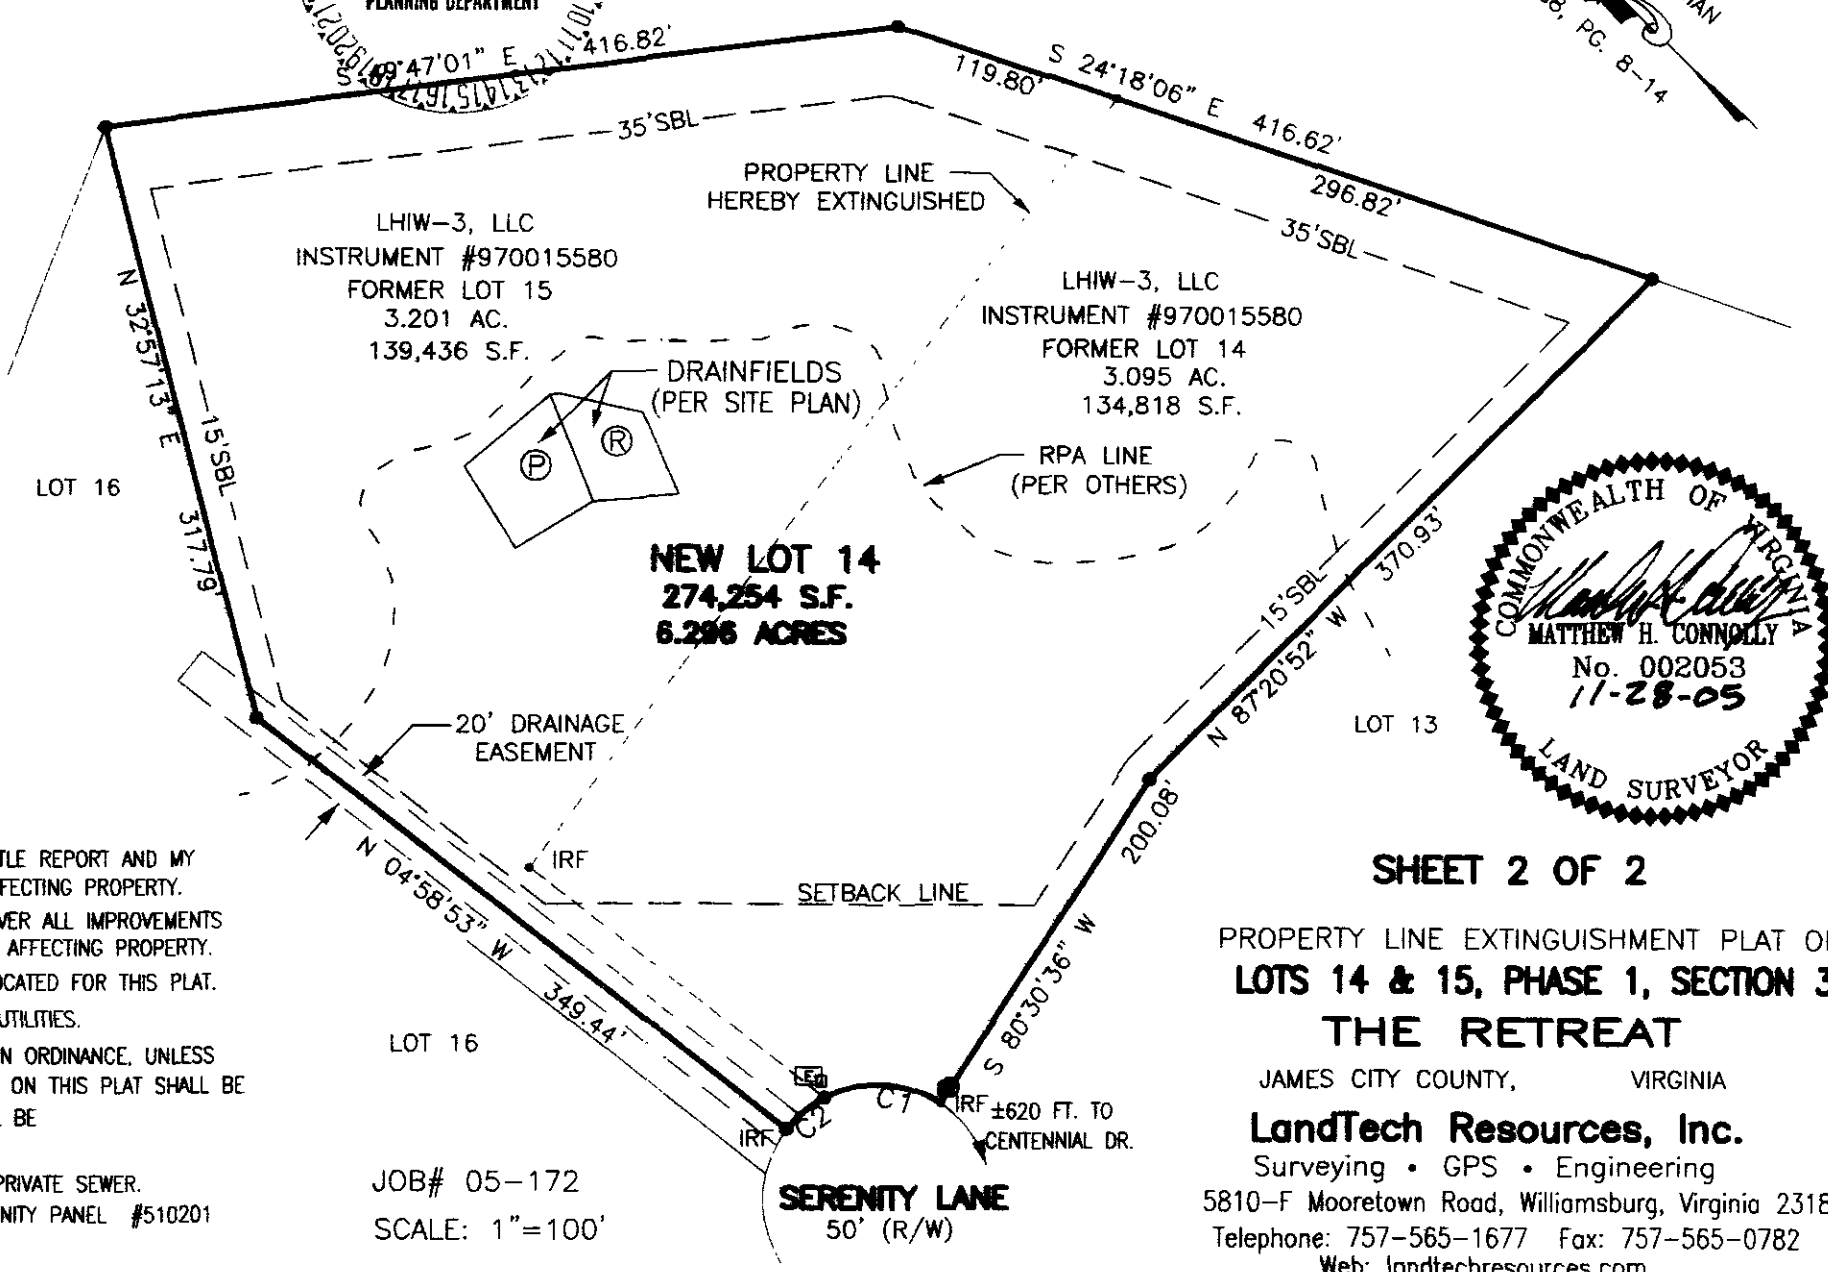 PLANNING DEPARTMENT
S 49°47'01" E 416.82'
PG. 8-14
S 24°18'06" E 416.62'
119.80'
296.82'
35'SBL
35'SBL
PROPERTY LINE
HEREBY EXTINGUISHED
LHIW-3, LLC
INSTRUMENT #970015580
FORMER LOT 15
3.201 AC.
139,436 S.F.
LHIW-3, LLC
INSTRUMENT #970015580
FORMER LOT 14
3.095 AC.
134,818 S.F.
N 32°57'13" E
317.79'
15'SBL
LOT 16
DRAINFIELDS
(PER SITE PLAN)
P
R
RPA LINE
(PER OTHERS)
NEW LOT 14
274,254 S.F.
6.296 ACRES
15'SBL
370.93'
N 87°20'52" W
LOT 13
COMMONWEALTH OF VIRGINIA
MATTHEW H. CONNOLLY
No. 002053
11-28-05
LAND SURVEYOR
20' DRAINAGE
EASEMENT
200.08'
S 80°30'36" W
IRF
SETBACK LINE
N 04°58'53" W
349.44'
LOT 16
TLE REPORT AND MY
FECTING PROPERTY.
VER ALL IMPROVEMENTS
AFFECTING PROPERTY.
OCATED FOR THIS PLAT.
UTILITIES.
N ORDINANCE, UNLESS
ON THIS PLAT SHALL BE
BE
PRIVATE SEWER.
NITY PANEL #510201
E
C1
C2
IRF
IRF
±620 FT. TO
CENTENNIAL DR.
SERENITY LANE
50' (R/W)
JOB# 05-172
SCALE: 1"=100'
SHEET 2 OF 2
PROPERTY LINE EXTINGUISHMENT PLAT OF
LOTS 14 & 15, PHASE 1, SECTION 3
THE RETREAT
JAMES CITY COUNTY, VIRGINIA
LandTech Resources, Inc.
Surveying • GPS • Engineering
5810-F Mooretown Road, Williamsburg, Virginia 2318
Telephone: 757-565-1677 Fax: 757-565-0782
Web: landtechresources.com